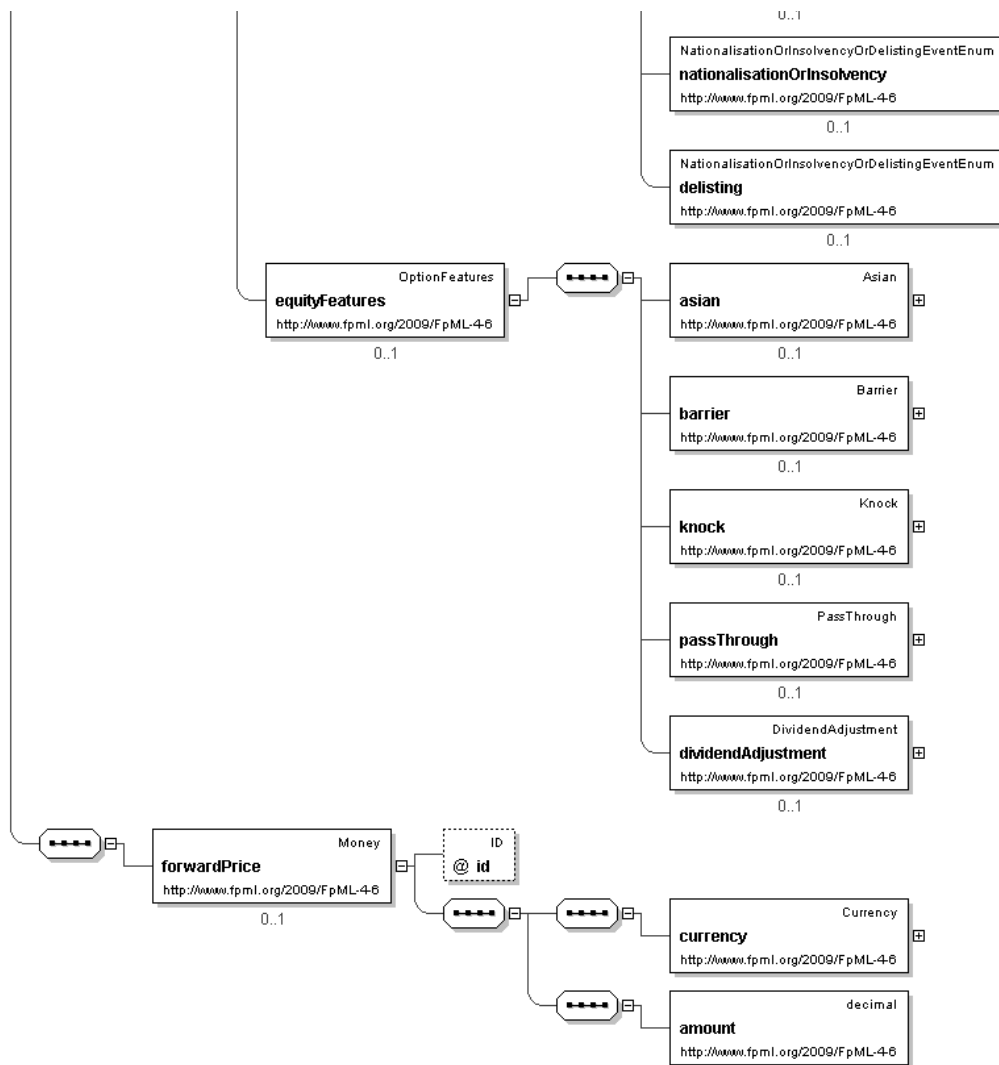 0..1
NationalisationOrInsolvencyOrDelistingEventEnum
nationalisationOrInsolvency
http://www.fpml.org/2009/FpML-4-6
0..1
NationalisationOrInsolvencyOrDelistingEventEnum
delisting
http://www.fpml.org/2009/FpML-4-6
0..1
OptionFeatures
equityFeatures
http://www.fpml.org/2009/FpML-4-6
0..1
Asian
asian
http://www.fpml.org/2009/FpML-4-6
0..1
Barrier
barrier
http://www.fpml.org/2009/FpML-4-6
0..1
Knock
knock
http://www.fpml.org/2009/FpML-4-6
0..1
PassThrough
passThrough
http://www.fpml.org/2009/FpML-4-6
0..1
DividendAdjustment
dividendAdjustment
http://www.fpml.org/2009/FpML-4-6
0..1
Money
forwardPrice
http://www.fpml.org/2009/FpML-4-6
0..1
ID
@ id
Currency
currency
http://www.fpml.org/2009/FpML-4-6
decimal
amount
http://www.fpml.org/2009/FpML-4-6